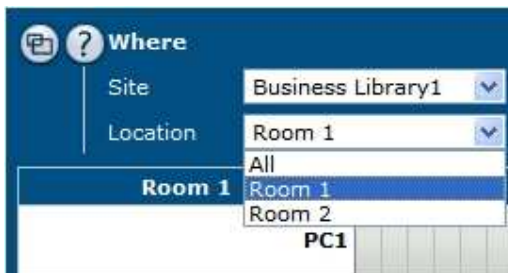 ? Where
Site Business Library1
Location Room 1
All
Room 1 Room 1
Room 2
PC1